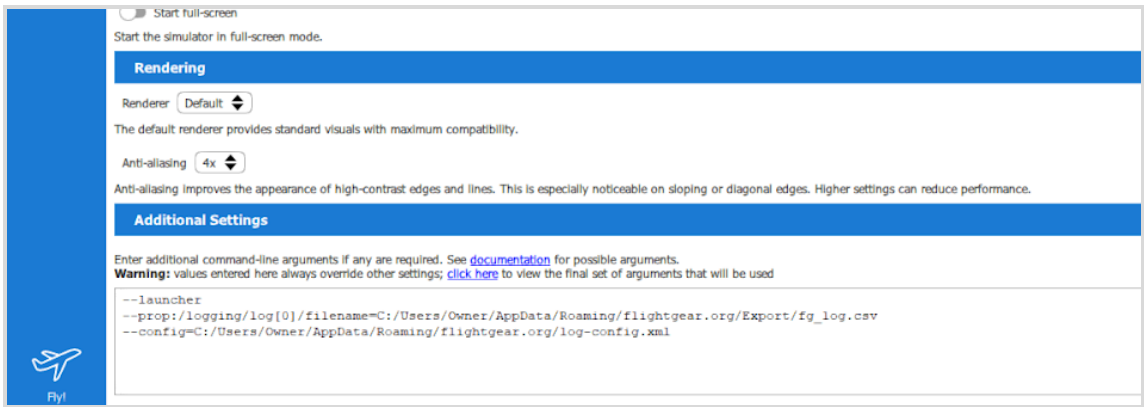 Start full-screen
Start the simulator in full-screen mode.
Rendering
Renderer Default
The default renderer provides standard visuals with maximum compatibility.
Anti-aliasing 4x
Anti-aliasing improves the appearance of high-contrast edges and lines. This is especially noticeable on sloping or diagonal edges. Higher settings can reduce performance.
Additional Settings
Enter additional command-line arguments if any are required. See documentation for possible arguments.
Warning: values entered here always override other settings; click here to view the final set of arguments that will be used
--launcher
--prop:/logging/log[0]/filename=C:/Users/Owner/AppData/Roaming/flightgear.org/Export/fg_log.csv
--config=C:/Users/Owner/AppData/Roaming/flightgear.org/log-config.xml
Fly!